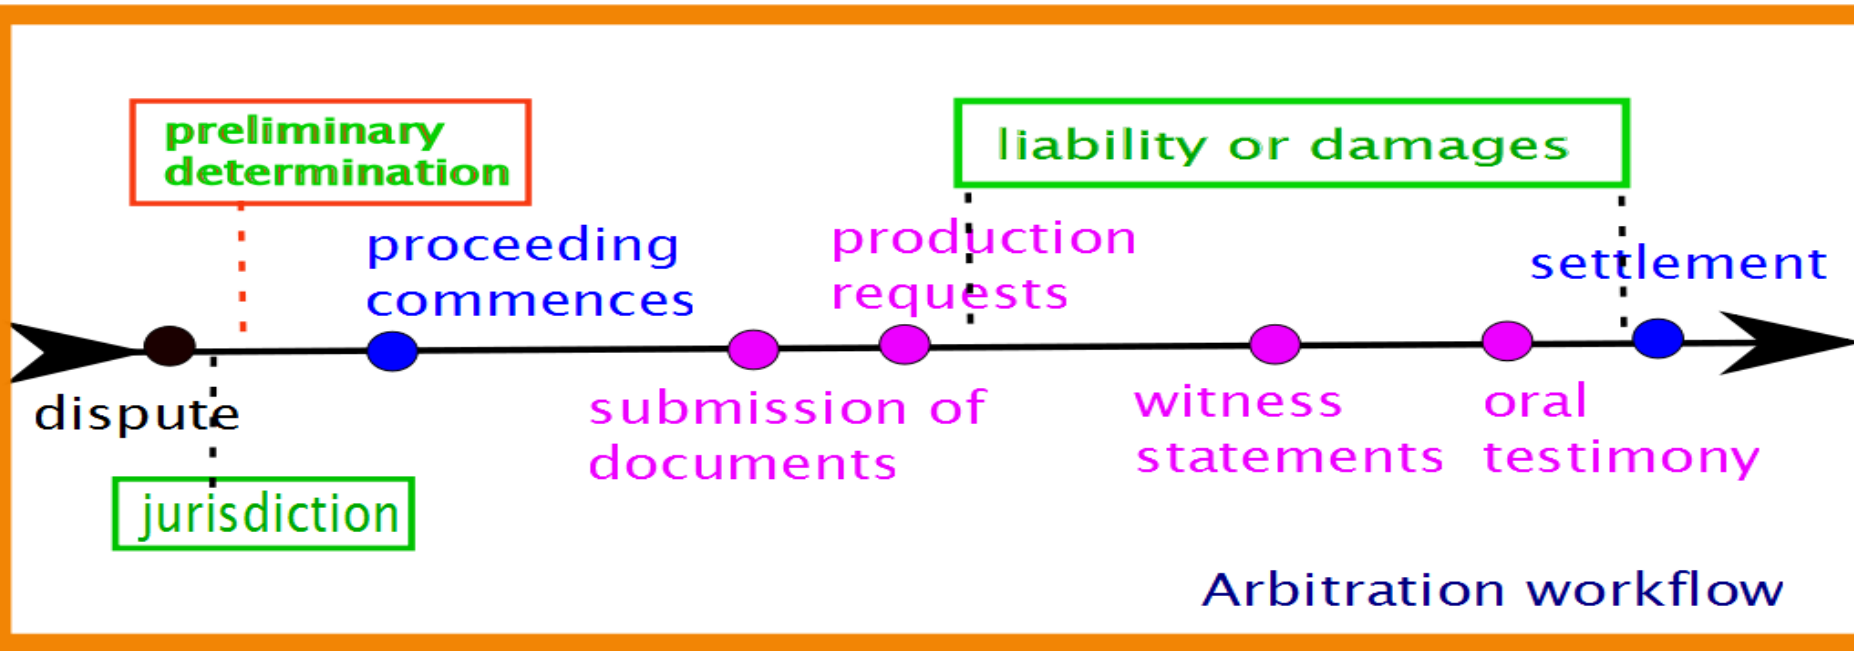 preliminary
determination
liability or damages
proceeding
commences
production
requests
settlement
dispute
submission of
documents
witness
statements
oral
testimony
jurisdiction
Arbitration workflow